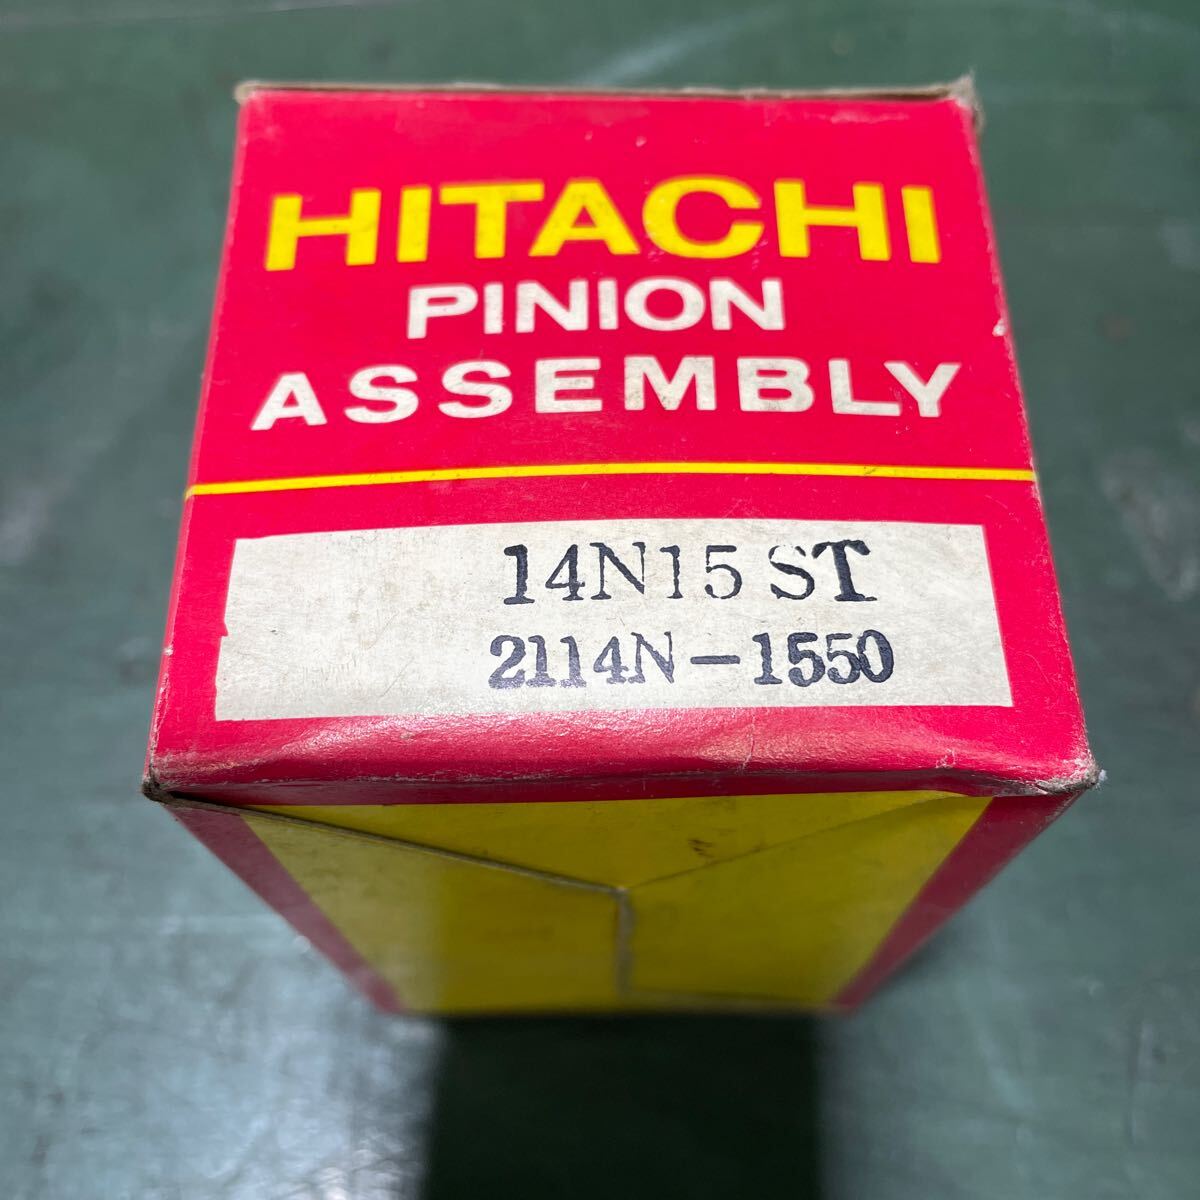 HITACHI
PINION
ASSEMBLY
14N15 ST
2114N-1550